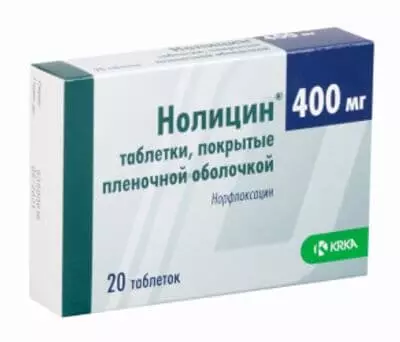 Нолицин®
400 мг
таблетки, покрытые
пленочной оболочкой
Норфлоксацин
KRKA
20 таблеток